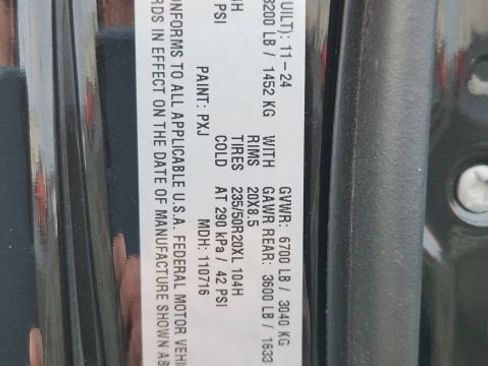 UILT): 11-24 GVWR: 6700 LB / 3040 KG
3200 LB / 1452 KG WITH GAWR REAR: 3600 LB / 1633
RIMS 20X8.5
H TIRES 235/50R20XL 104H
PSI COLD AT 290 kPa / 42 PSI
PAINT: PXJ MDH: 110716
ONFORMS TO ALL APPLICABLE U.S.A. FEDERAL MOTOR VEHI
RDS IN EFFECT ON THE DATE OF MANUFACTURE SHOWN AB